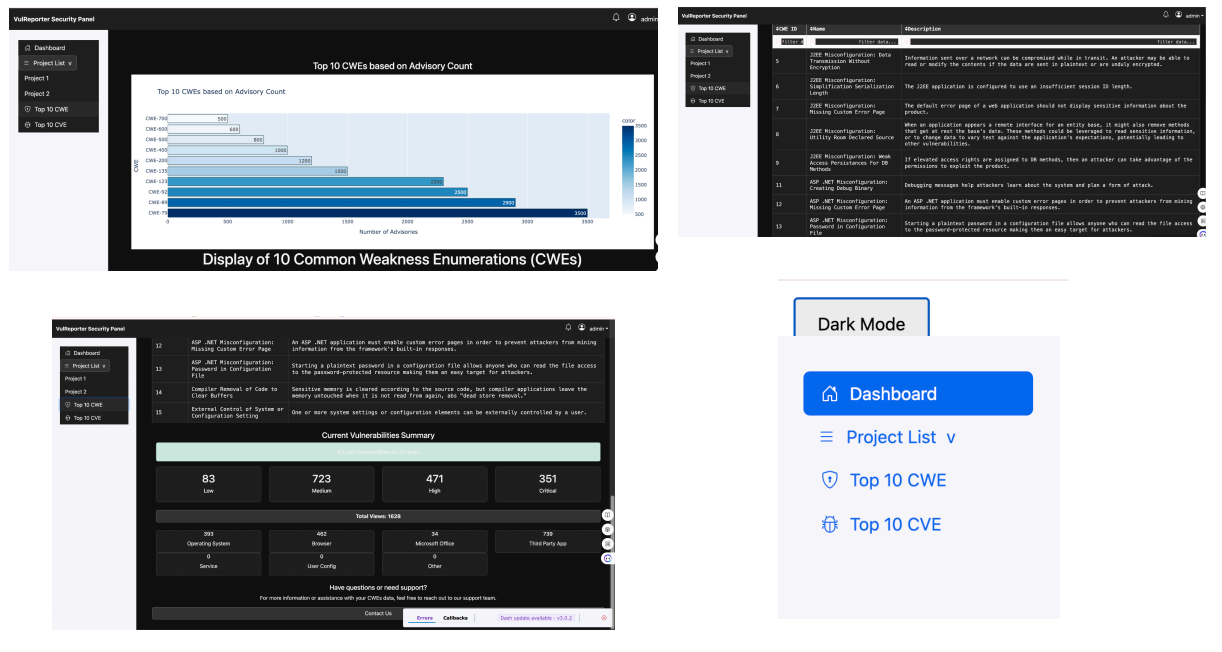 VulReporter Security Panel
admin
Dashboard
Project List v
Project 1
Project 2
Top 10 CWE
Top 10 CVE
Top 10 CWEs based on Advisory Count
Top 10 CWEs based on Advisory Count
CWE
CWE-700 500
CWE-600 600
CWE-500 800
CWE-400 1000
CWE-200 1200
CWE-135 1500
CWE-123 2300
CWE-92 2500
CWE-89 2900
CWE-79 3500
0 500 1000 1500 2000 2500 3000 3500
Number of Advisories
color
3500
3000
2500
2000
1500
1000
500
Display of 10 Common Weakness Enumerations (CWEs)
VulReporter Security Panel
admin
Dashboard
Project List v
Project 1
Project 2
Top 10 CWE
Top 10 CVE
CWE ID Name Description
filter d filter data... filter data...
5 J2EE Misconfiguration: Data Transmission Without Encryption
Information sent over a network can be compromised while in transit. An attacker may be able to
read or modify the contents if the data are sent in plaintext or are unduly encrypted.
6 J2EE Misconfiguration: Simplification Serialization Length
The J2EE application is configured to use an insufficient session ID length.
7 J2EE Misconfiguration: Missing Custom Error Page
The default error page of a web application should not display sensitive information about the
product.
8 J2EE Misconfiguration: Utility Room Declared Source
When an application appears a remote interface for an entity base, it might also remove methods
that get at rest the base's date. These methods could be leveraged to read sensitive information,
or to change data to vary test against the application's expectations, potentially leading to
other vulnerabilities.
9 J2EE Misconfiguration: Weak Access Persistances For DB Methods
If elevated access rights are assigned to DB methods, then an attacker can take advantage of the
permissions to exploit the product.
11 ASP .NET Misconfiguration: Creating Debug Binary
Debugging messages help attackers learn about the system and plan a form of attack.
12 ASP .NET Misconfiguration: Missing Custom Error Page
An ASP .NET application must enable custom error pages in order to prevent attackers from mining
information from the framework's built-in responses.
13 ASP .NET Misconfiguration: Password in Configuration File
Starting a plaintext password in a configuration file allows anyone who can read the file access
to the password-protected resource making them an easy target for attackers.
VulReporter Security Panel
admin
Dashboard
Project List v
Project 1
Project 2
Top 10 CWE
Top 10 CVE
12 ASP .NET Misconfiguration: Missing Custom Error Page
An ASP .NET application must enable custom error pages in order to prevent attackers from mining
information from the framework's built-in responses.
13 ASP .NET Misconfiguration: Password in Configuration File
Starting a plaintext password in a configuration file allows anyone who can read the file access
to the password-protected resource making them an easy target for attackers.
14 Compiler Removal of Code to Clear Buffers
Sensitive memory is cleared according to the source code, but compiler applications leave the
memory untouched when it is not read from again, abs "dead store removal."
15 External Control of System or Configuration Setting
One or more system settings or configuration elements can be externally controlled by a user.
Current Vulnerabilities Summary
83 723 471 351
Low Medium High Critical
Total Views: 1628
393 462 34 739
Operating System Browser Microsoft Office Third Party App
0 0 0
Service User Config Other
Have questions or need support?
For more information or assistance with your CWEs data, feel free to reach out to our support team.
Contact Us
Errors Callbacks Dash update available - v3.0.2
Dark Mode
Dashboard
Project List v
Top 10 CWE
Top 10 CVE